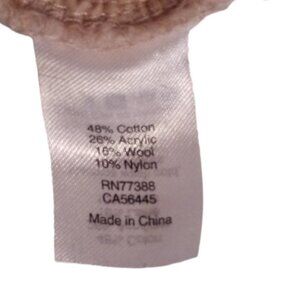 48% Cotton
26% Acrylic
16% Wool
10% Nylon
RN77388
CA56445
Made in China